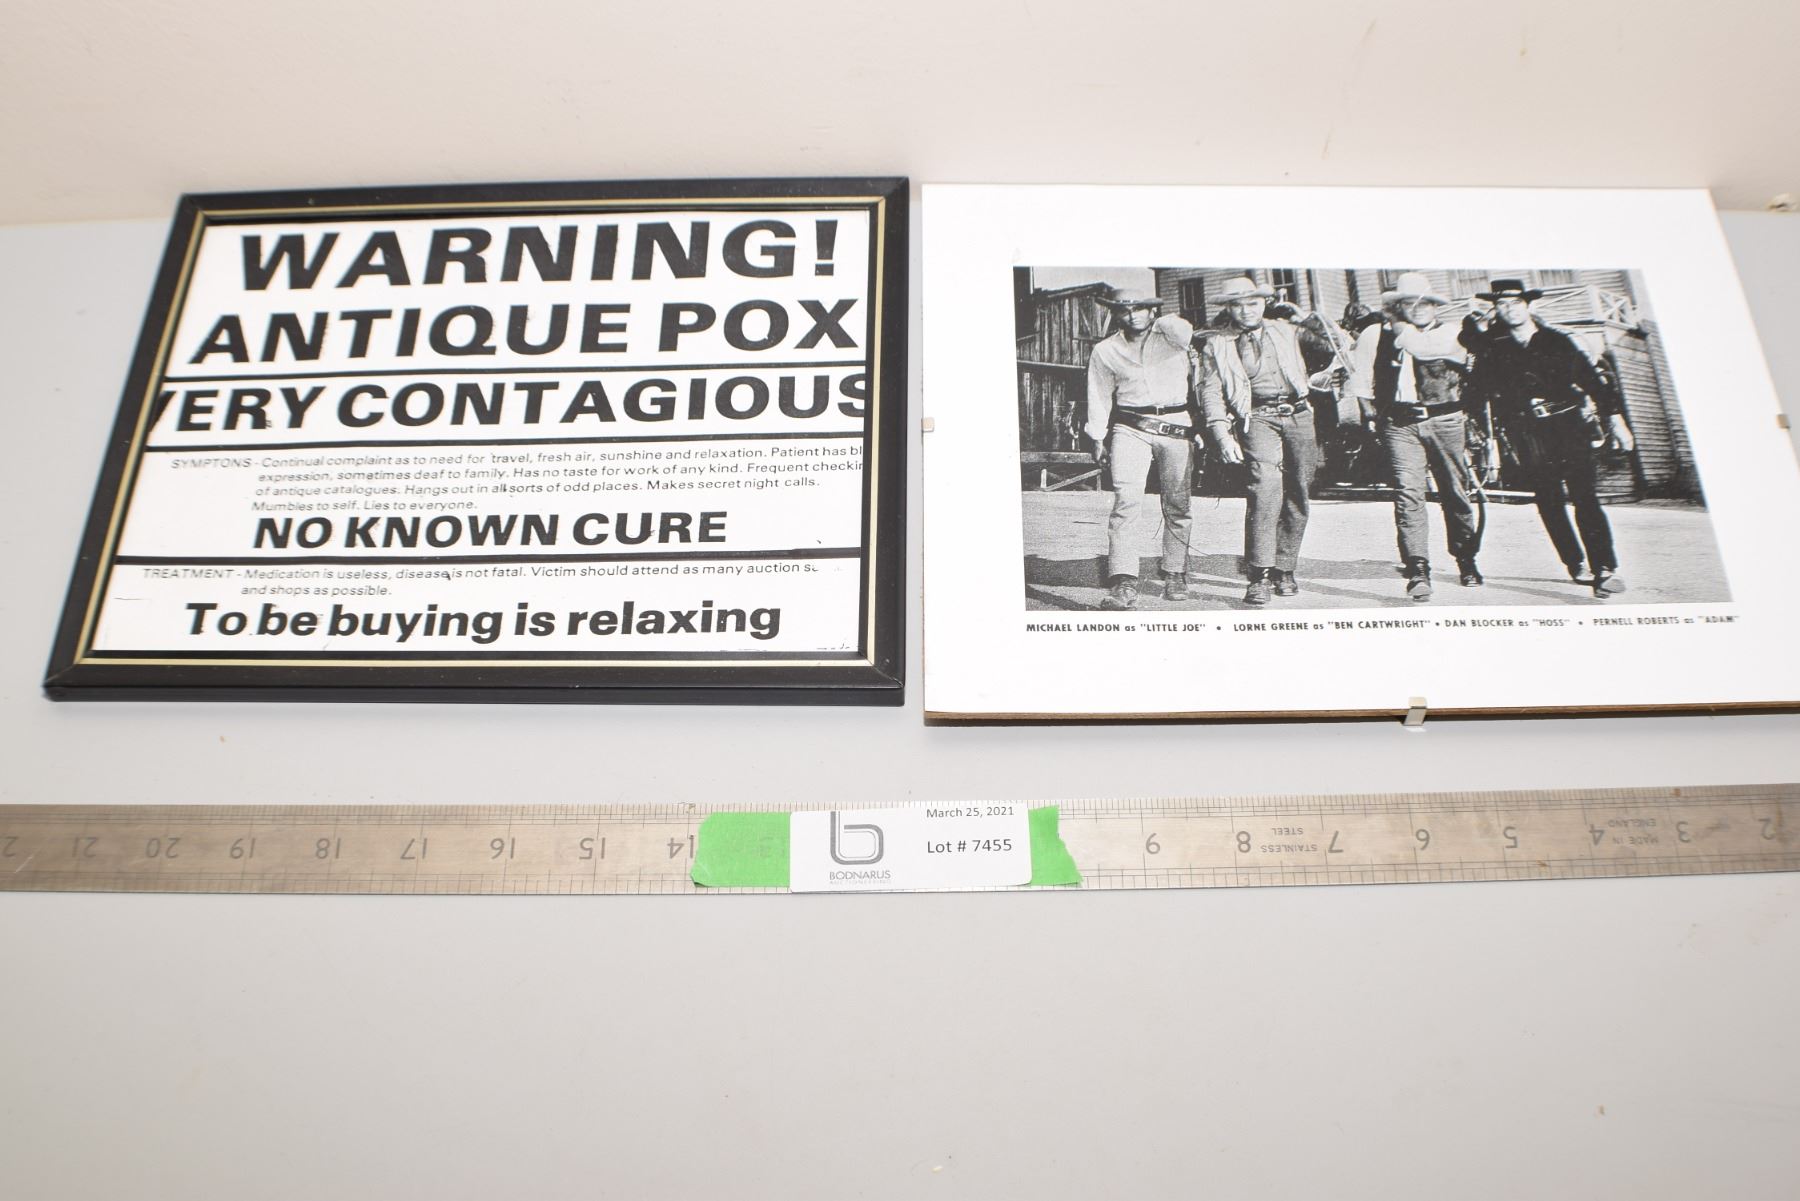 WARNING!
ANTIQUE POX
VERY CONTAGIOUS
SYMPTONS - Continual complaint as to need for travel, fresh air, sunshine and relaxation. Patient has bl
expression, sometimes deaf to family. Has no taste for work of any kind. Frequent checkin
of antique catalogues. Hangs out in all sorts of odd places. Makes secret night calls.
Mumbles to self. Lies to everyone.
NO KNOWN CURE
TREATMENT - Medication is useless, disease is not fatal. Victim should attend as many auction s
and shops as possible.
To be buying is relaxing
MICHAEL LANDON as "LITTLE JOE" • LORNE GREENE as "BEN CARTWRIGHT" • DAN BLOCKER as "HOSS" • PERNELL ROBERTS as "ADAM"
March 25, 2021
Lot # 7455
b
BODNARUS
AUCTIONEERING
2 3 4 5 6 7 8 9 13 14 15 16 17 18 19 20 21 2
MADE IN
ENGLAND
STAINLESS
STEEL